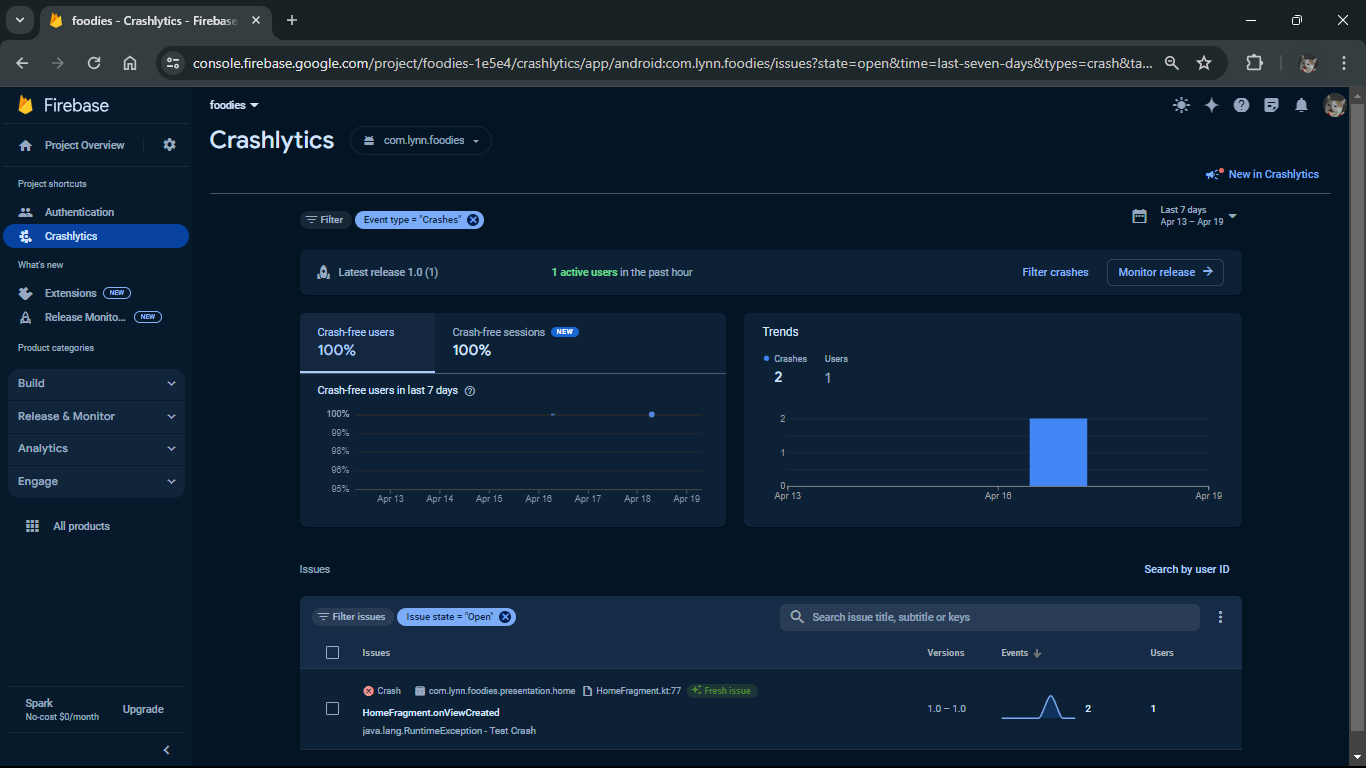 foodies - Crashlytics - Firebase
console.firebase.google.com/project/foodies-1e5e4/crashlytics/app/android:com.lynn.foodies/issues?state=open&time=last-seven-days&types=crash&ta...
Firebase
Project Overview
Project shortcuts
Authentication
Crashlytics
What's new
Extensions NEW
Release Monito... NEW
Product categories
Build
Release & Monitor
Analytics
Engage
All products
Spark
No-cost $0/month
Upgrade
foodies
Crashlytics com.lynn.foodies
New in Crashlytics
Filter Event type = "Crashes"
Last 7 days
Apr 13 – Apr 19
Latest release 1.0 (1) 1 active users in the past hour Filter crashes Monitor release
Crash-free users
100%
Crash-free sessions NEW
100%
Crash-free users in last 7 days
100%
99%
98%
96%
95%
Apr 13 Apr 14 Apr 15 Apr 16 Apr 17 Apr 18 Apr 19
Trends
Crashes Users
2 1
2
1
0
Apr 13 Apr 16 Apr 19
Issues Search by user ID
Filter issues Issue state = "Open" Search issue title, subtitle or keys
Issues Versions Events Users
Crash com.lynn.foodies.presentation.home HomeFragment.kt:77 Fresh issue
HomeFragment.onViewCreated 1.0 – 1.0 2 1
java.lang.RuntimeException - Test Crash